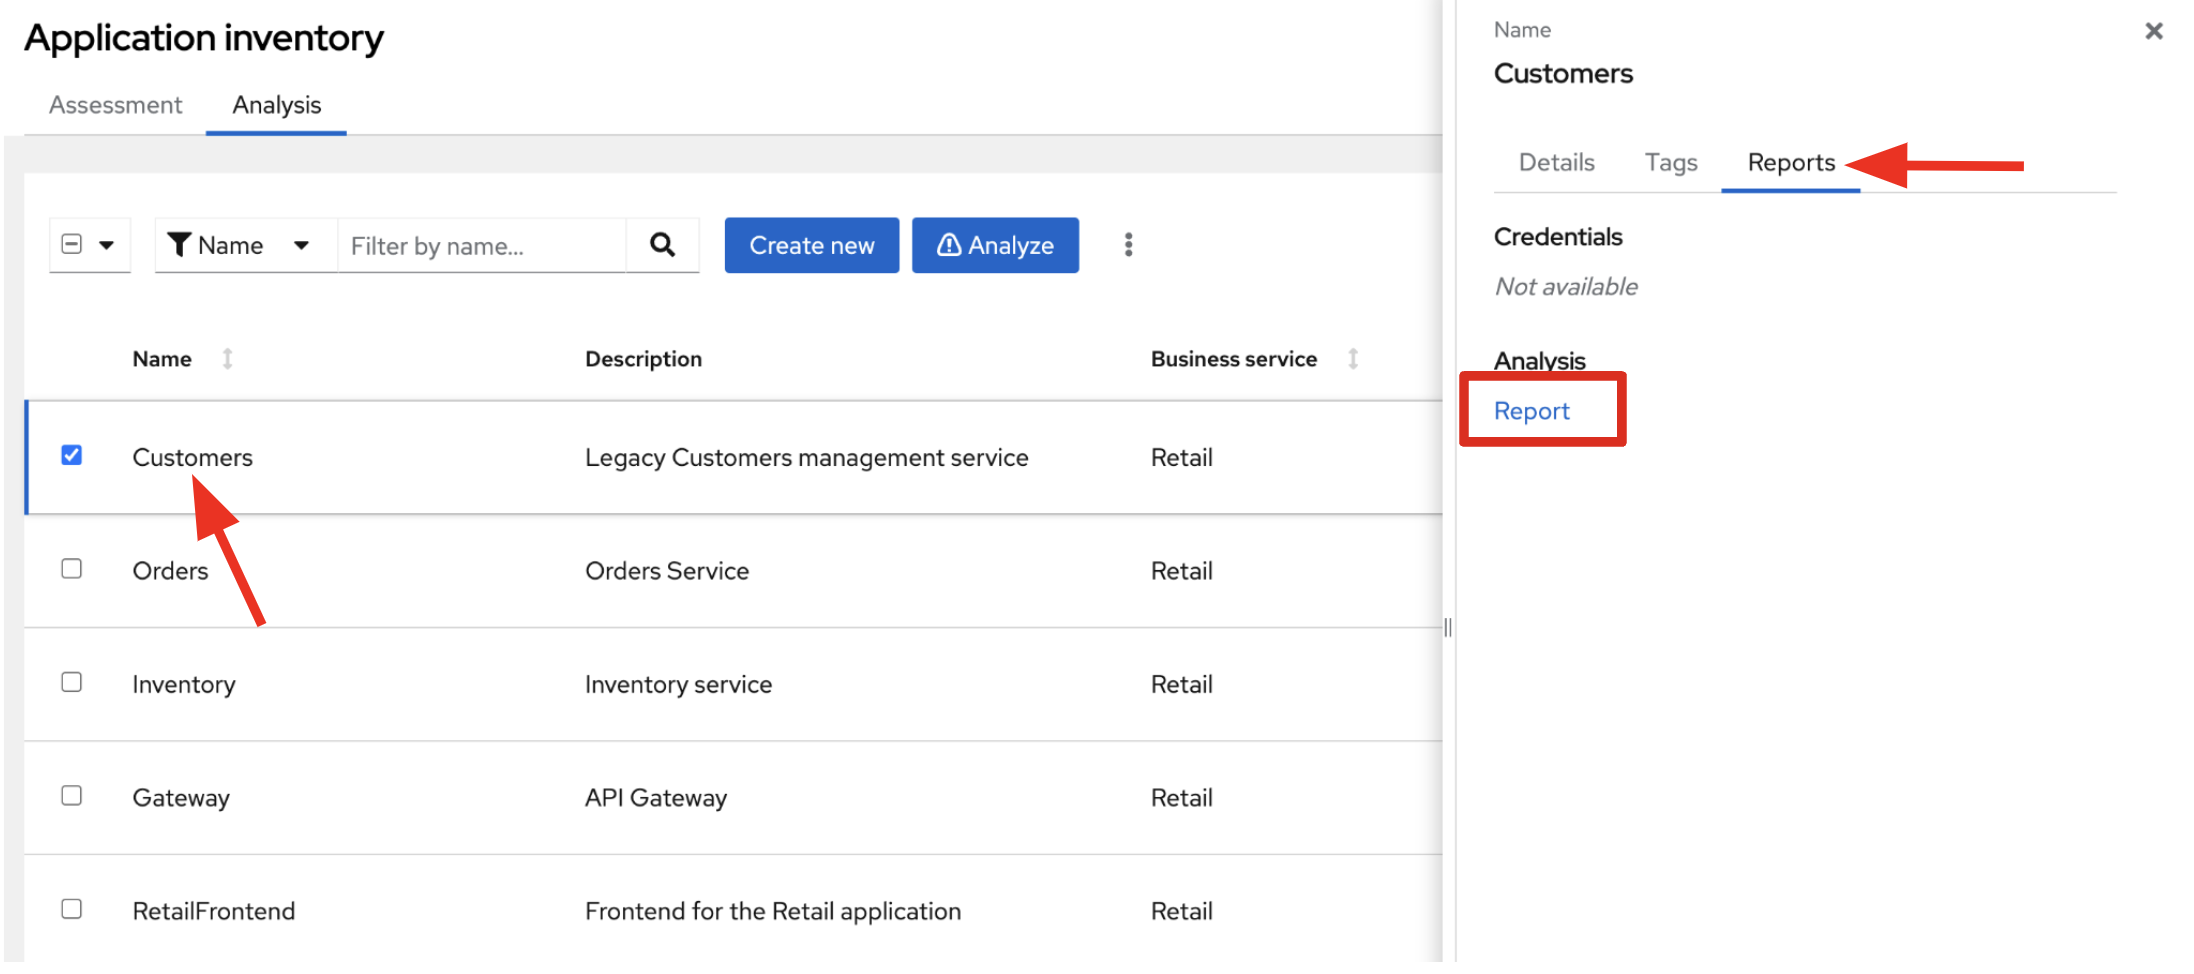 Application inventory
Assessment Analysis
Name Filter by name... Create new Analyze
Name Description Business service
Customers Legacy Customers management service Retail
Orders Orders Service Retail
Inventory Inventory service Retail
Gateway API Gateway Retail
RetailFrontend Frontend for the Retail application Retail
Name
Customers
Details Tags Reports
Credentials
Not available
Analysis
Report